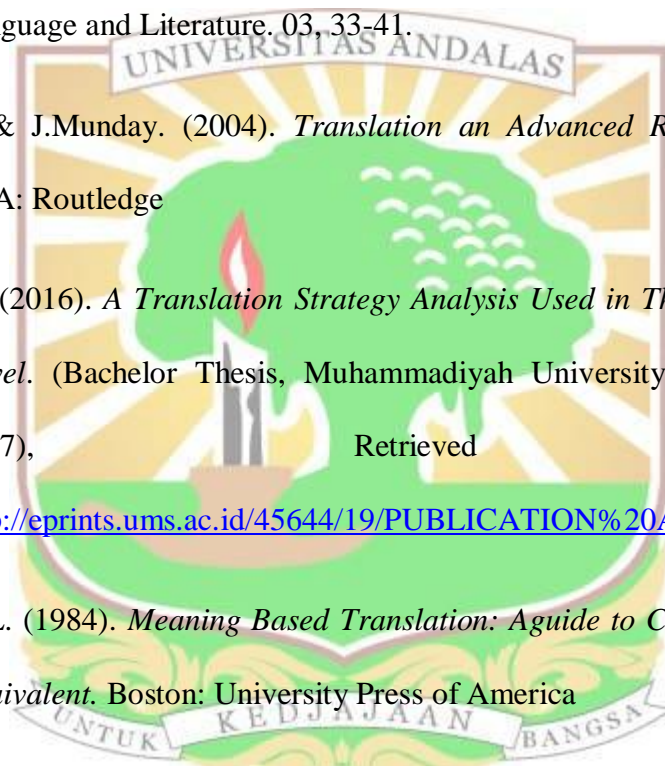 guage and Literature. 03, 33-41.
UNIVERSITAS ANDALAS
& J.Munday. (2004). Translation an Advanced R
A: Routledge
(2016). A Translation Strategy Analysis Used in Th
vel. (Bachelor Thesis, Muhammadiyah University
7), Retrieved
://eprints.ums.ac.id/45644/19/PUBLICATION%20A
L. (1984). Meaning Based Translation: Aguide to C
uivalent. Boston: University Press of America
UNTUK KEDJAJAAN BANGSA